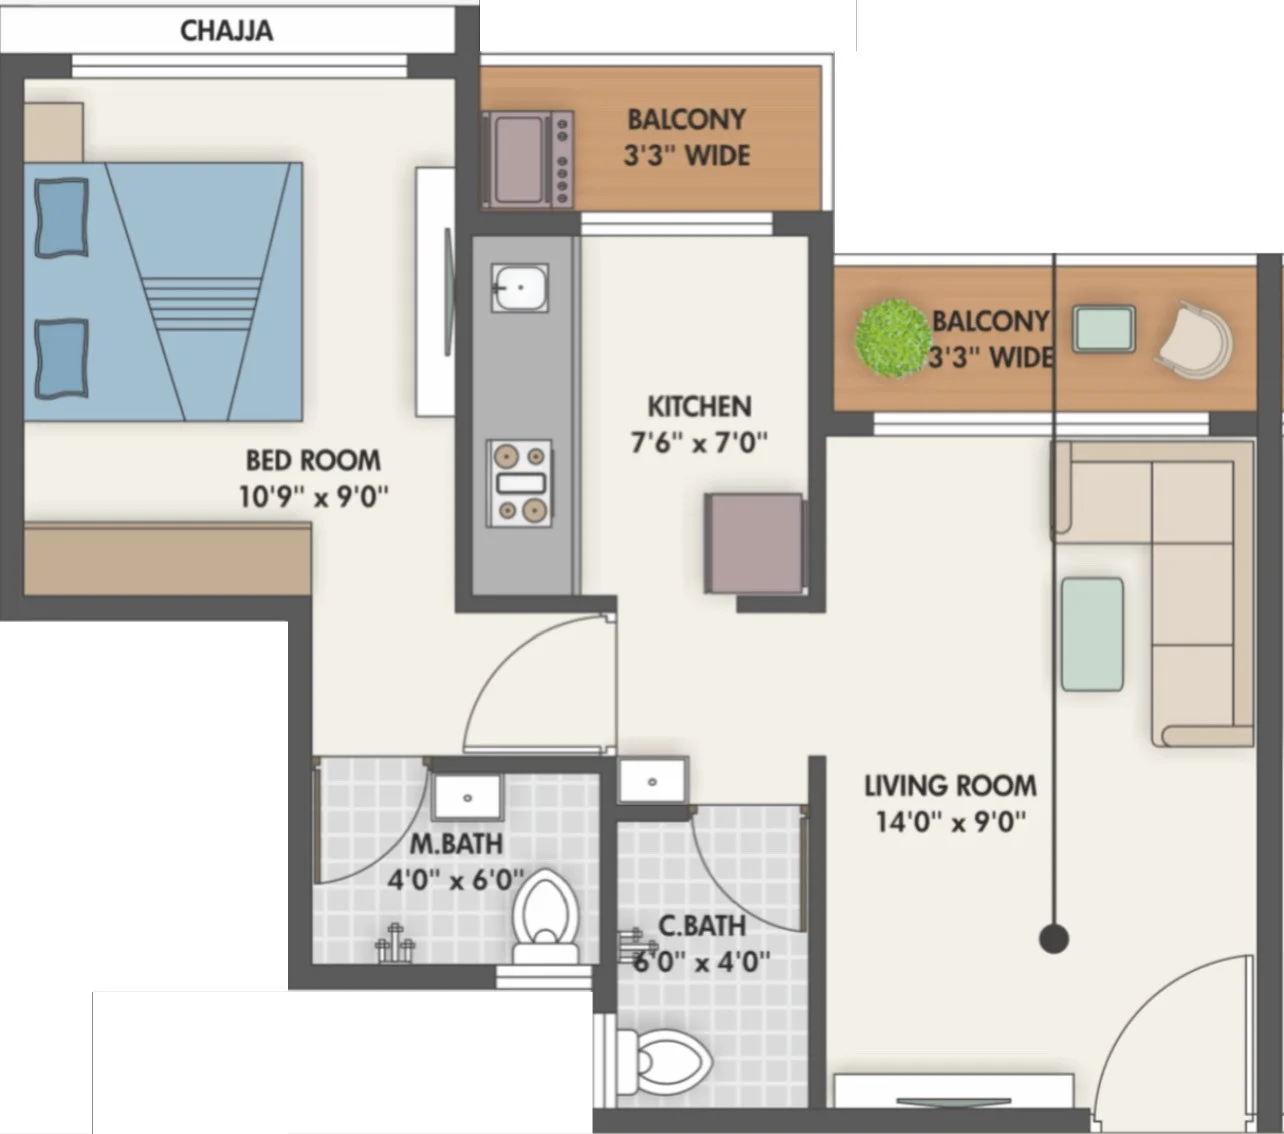 CHAJJA
BALCONY
3'3" WIDE
BALCONY
3'3" WIDE
KITCHEN
7'6" x 7'0"
BED ROOM
10'9" x 9'0"
LIVING ROOM
14'0" x 9'0"
M.BATH
4'0" x 6'0"
C.BATH
6'0" x 4'0"